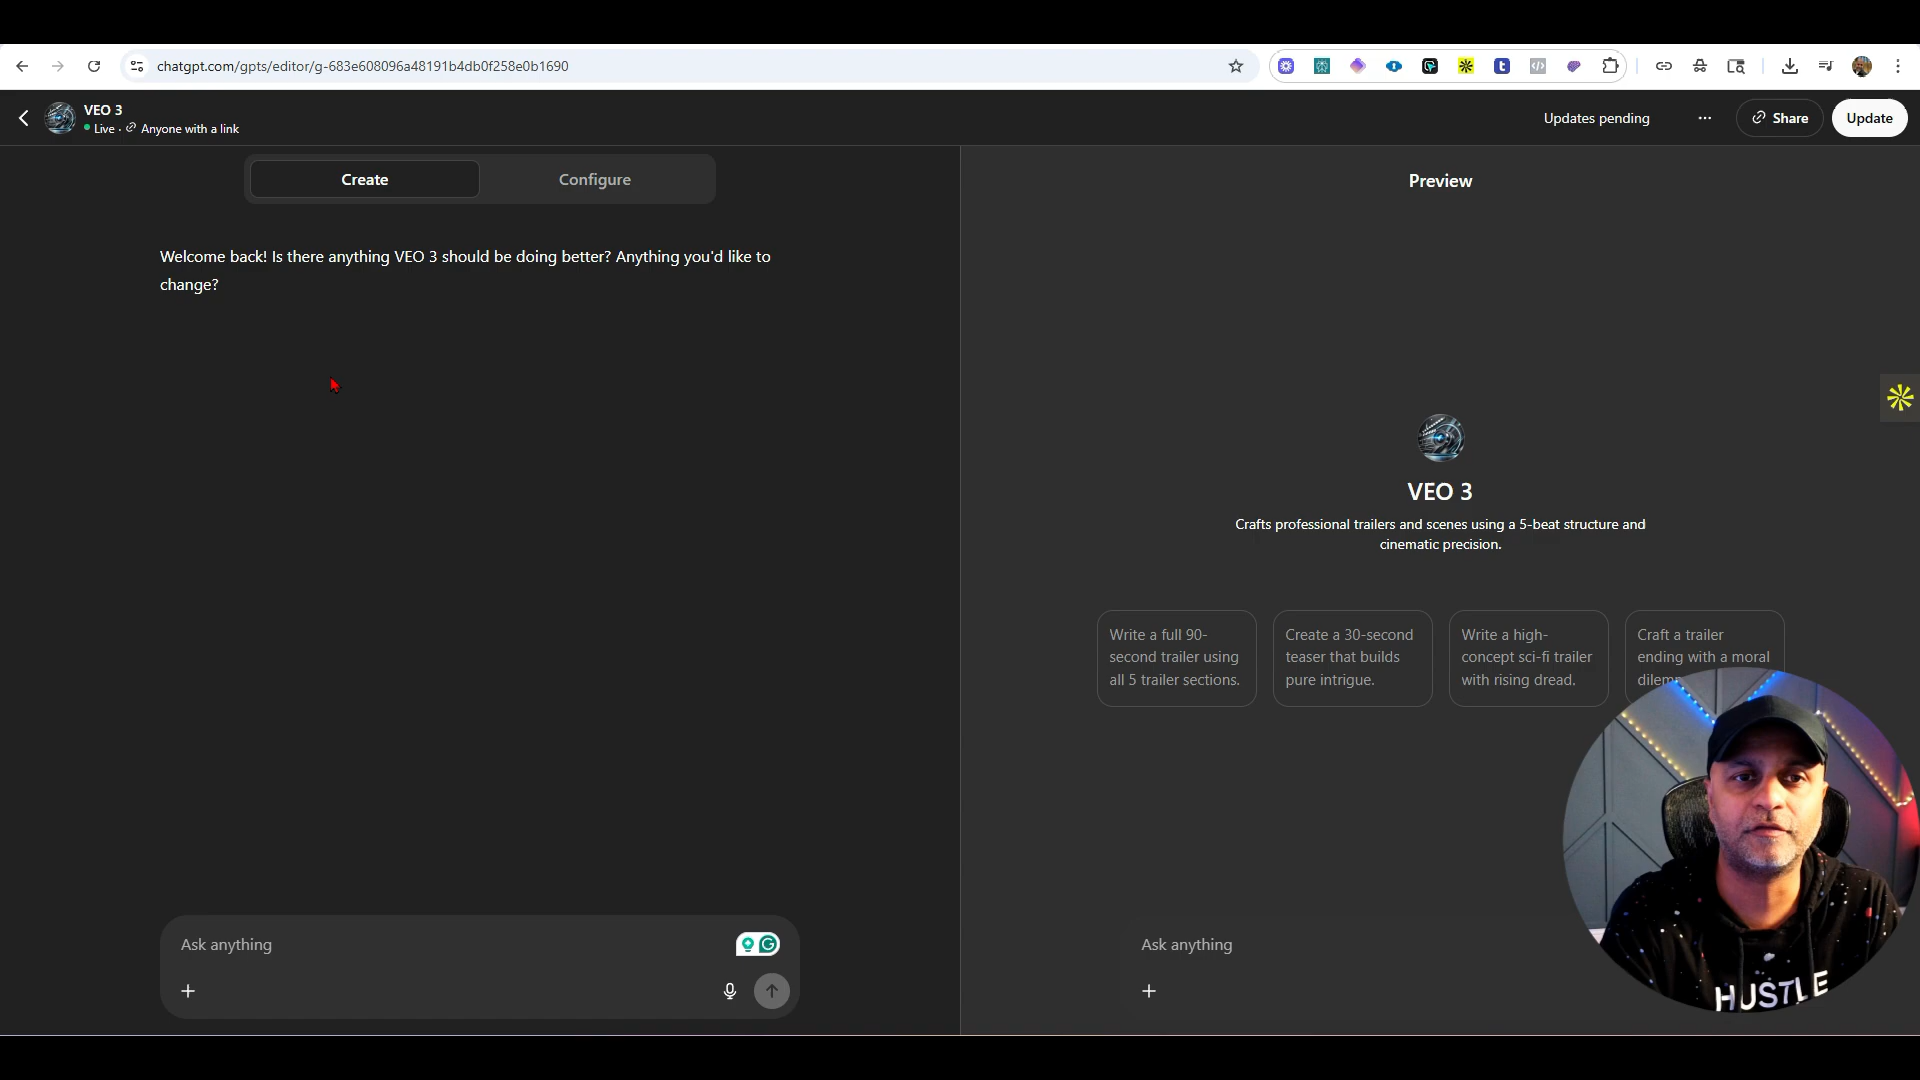 chatgpt.com/gpts/editor/g-683e608096a48191b4db0f258e0b1690
VEO 3
Live · Anyone with a link
Updates pending
Share
Update
Create
Configure
Preview
Welcome back! Is there anything VEO 3 should be doing better? Anything you'd like to
change?
VEO 3
Crafts professional trailers and scenes using a 5-beat structure and
cinematic precision.
Write a full 90-
second trailer using
all 5 trailer sections.
Create a 30-second
teaser that builds
pure intrigue.
Write a high-
concept sci-fi trailer
with rising dread.
Craft a trailer
ending with a moral
Ask anything
Ask anything
HUSTLE